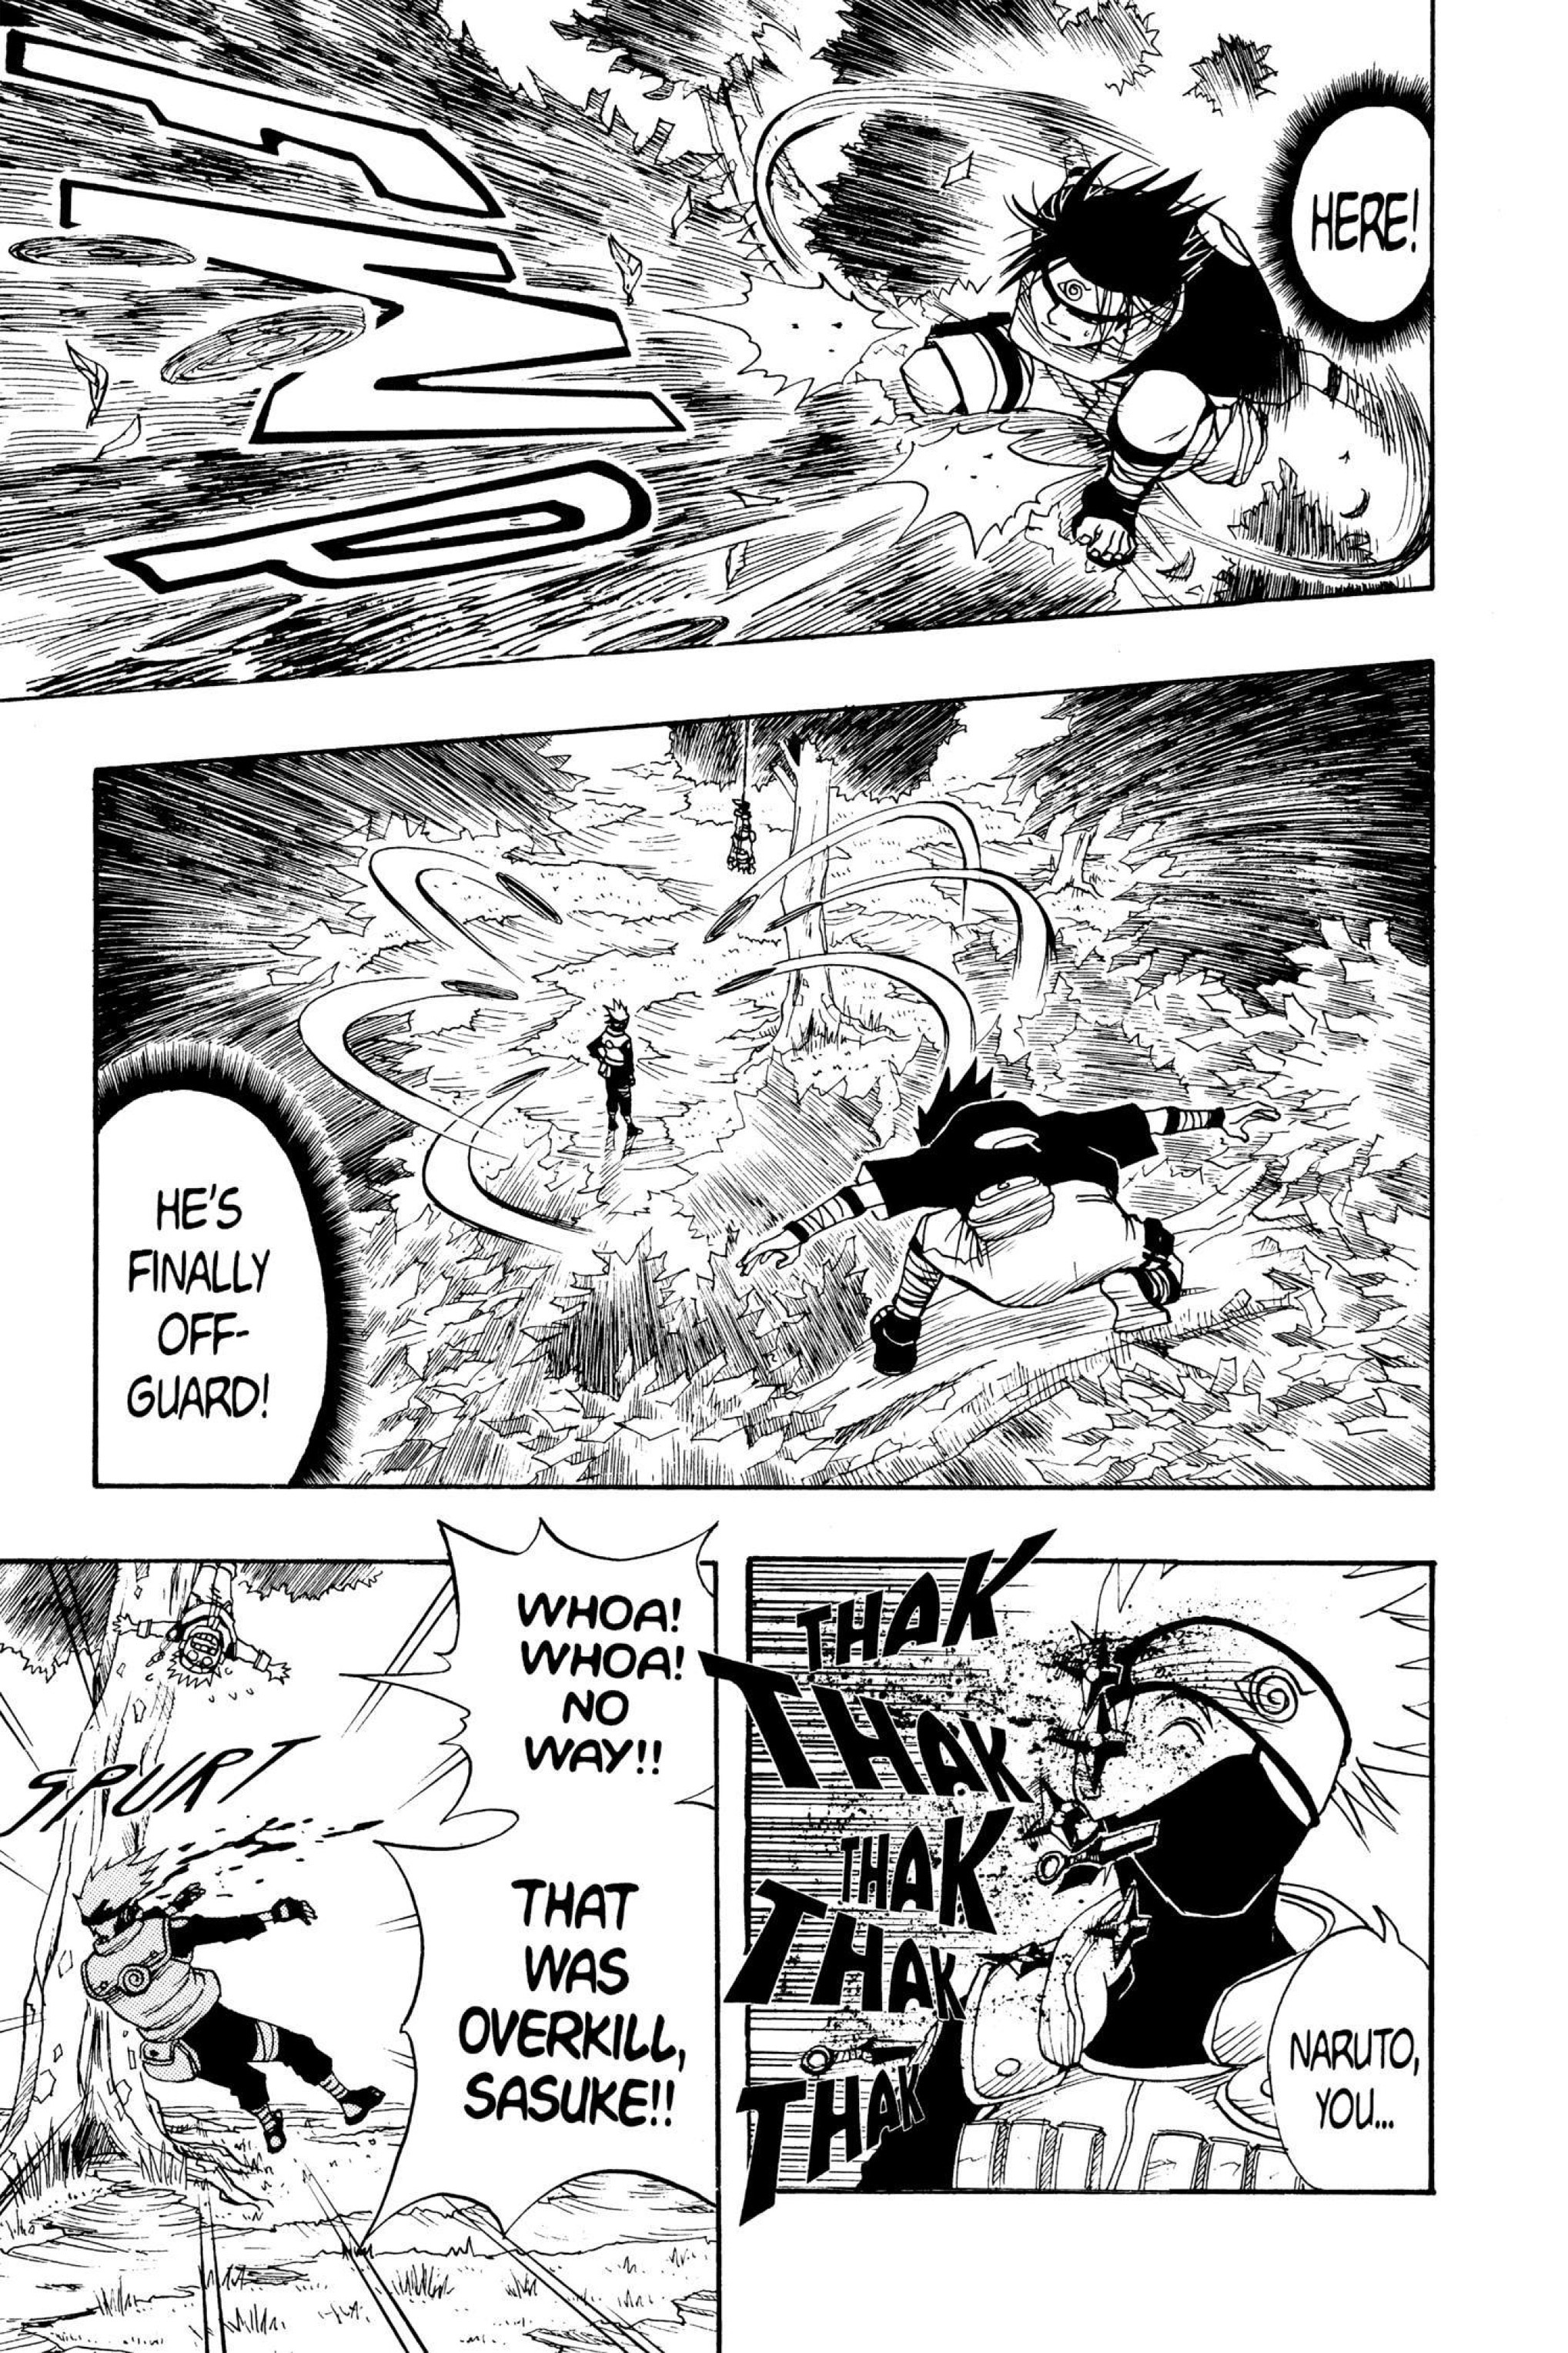 HERE!
HE'S
FINALLY
OFF-
GUARD!
NARUTO,
YOU...
THAK
THAK
THAK
THAK
THAK
WHOA!
WHOA!
NO
WAY!!
THAT
WAS
OVERKILL,
SASUKE!!
SPURT